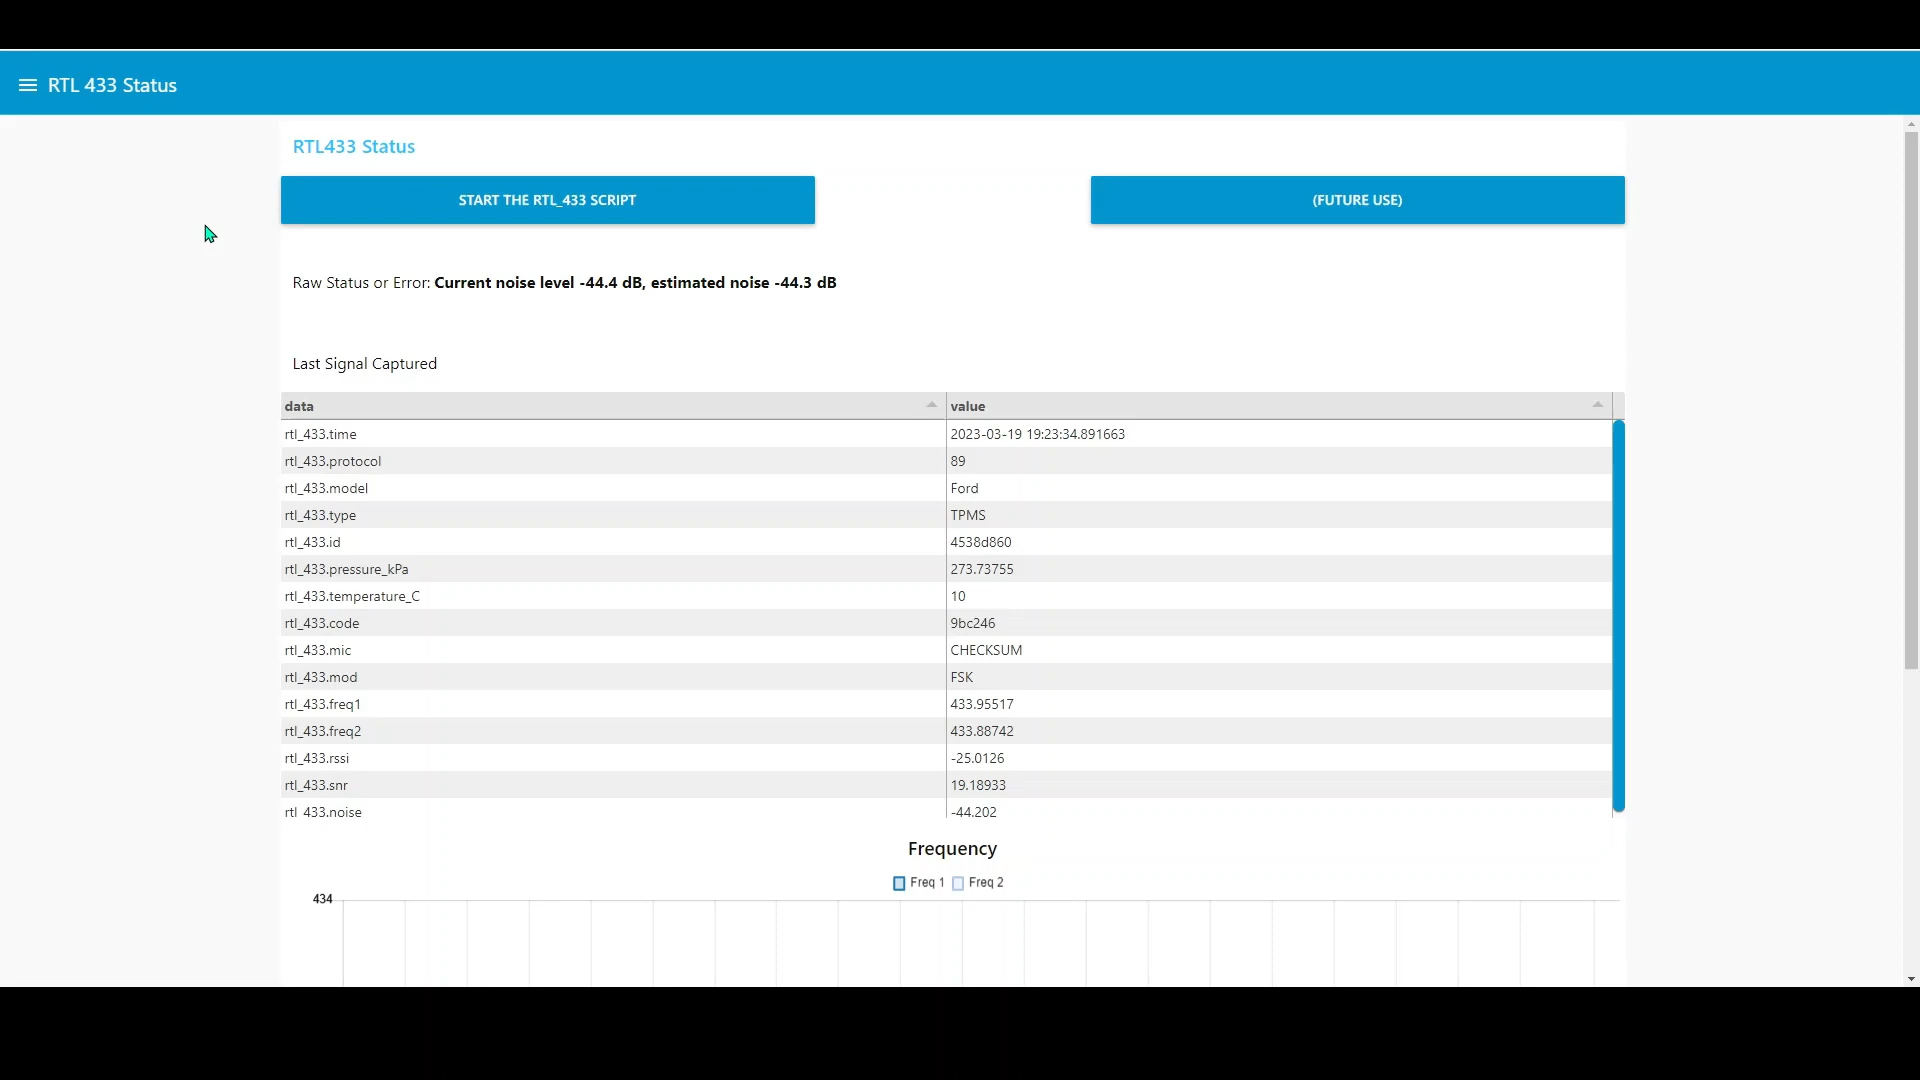 RTL 433 Status
RTL433 Status
START THE RTL_433 SCRIPT
(FUTURE USE)
Raw Status or Error: Current noise level -44.4 dB, estimated noise -44.3 dB
Last Signal Captured
data value
rtl_433.time 2023-03-19 19:23:34.891663
rtl_433.protocol 89
rtl_433.model Ford
rtl_433.type TPMS
rtl_433.id 4538d860
rtl_433.pressure_kPa 273.73755
rtl_433.temperature_C 10
rtl_433.code 9bc246
rtl_433.mic CHECKSUM
rtl_433.mod FSK
rtl_433.freq1 433.95517
rtl_433.freq2 433.88742
rtl_433.rssi -25.0126
rtl_433.snr 19.18933
rtl_433.noise -44.202
Frequency
Freq 1 Freq 2
434